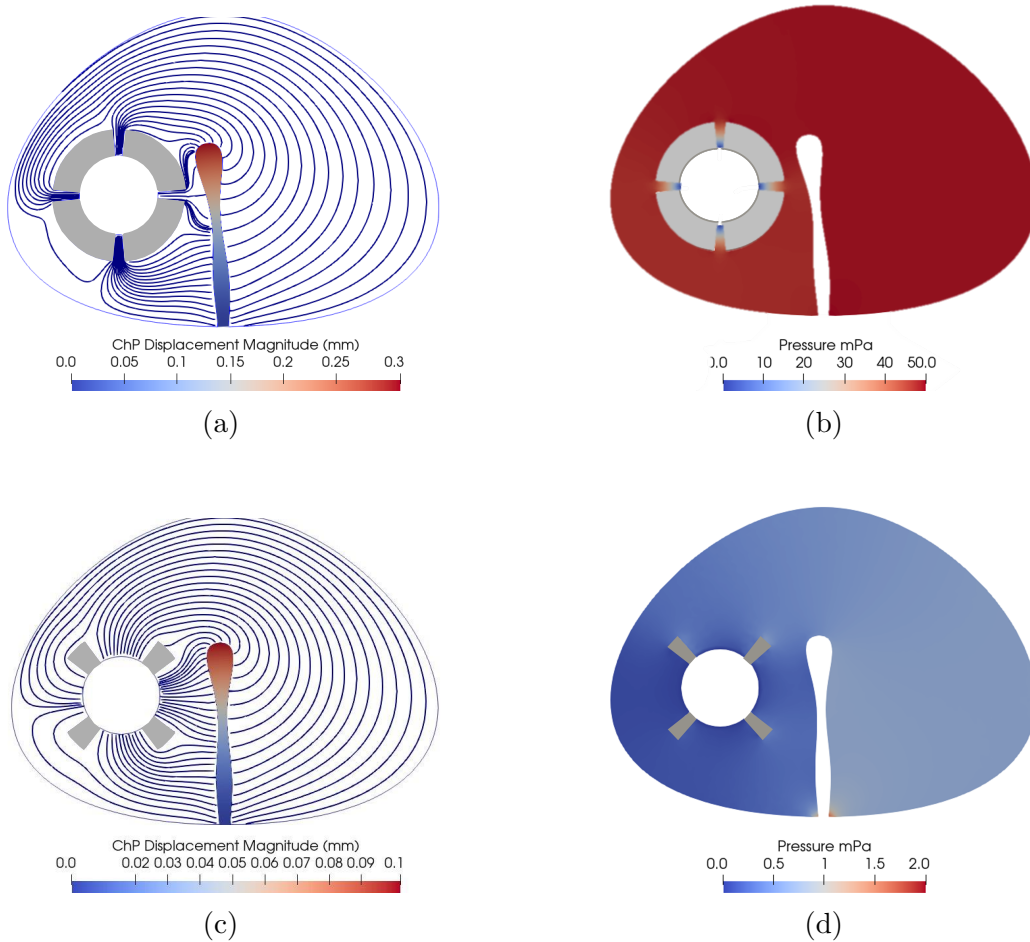 ChP Displacement Magnitude (mm)
0.0 0.05 0.1 0.15 0.2 0.25 0.3
(a)
Pressure mPa
0.0 10 20 30 40 50.0
(b)
ChP Displacement Magnitude (mm)
0.0 0.02 0.03 0.04 0.05 0.06 0.07 0.08 0.09 0.1
(c)
Pressure mPa
0.0 0.5 1 1.5 2.0
(d)